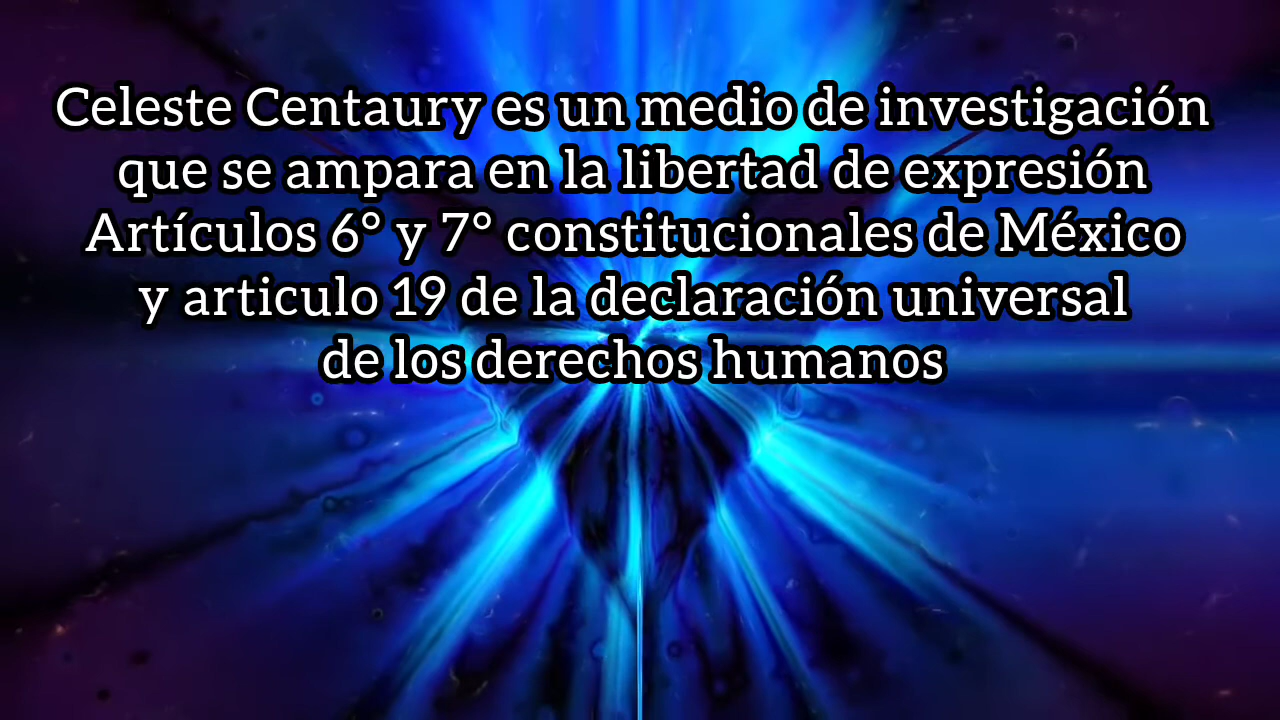 Celeste Centaury es un medio de investigación
que se ampara en la libertad de expresión
Artículos 6° y 7° constitucionales de México
y articulo 19 de la declaración universal
de los derechos humanos